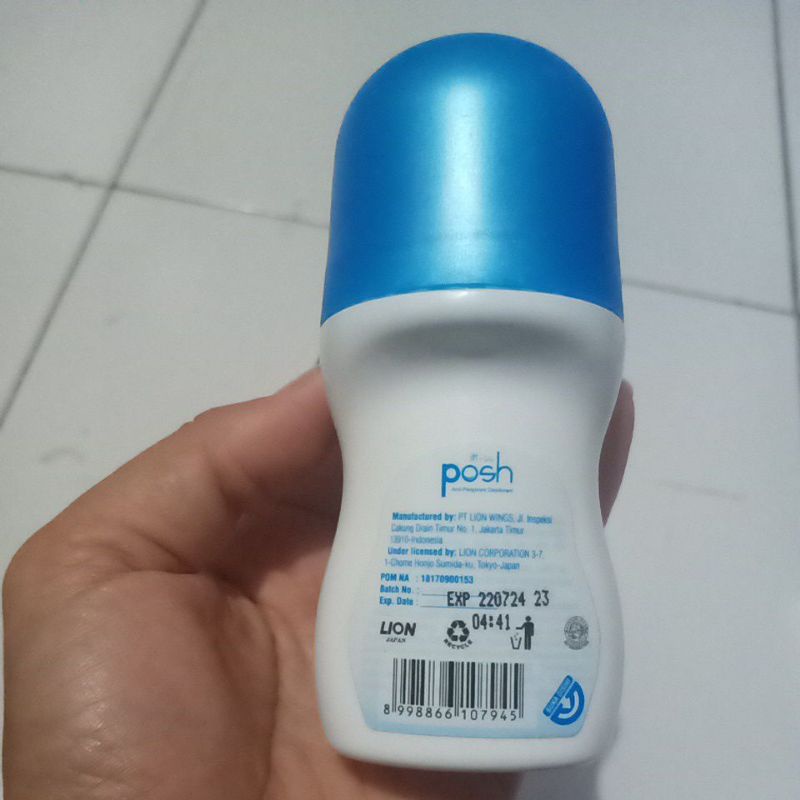 posh
Anti-Perspirant Deodorant
Manufactured by: PT LION WINGS, Jl. Inspeksi
Cakung Drain Timur No. 1, Jakarta Timur
13910-Indonesia
Under licensed by: LION CORPORATION 3-7
1-Chome Honjo Sumida-ku, Tokyo-Japan
POM NA : 18170900153
Batch No. :
Exp. Date :
EXP 220724 23
04:41
LION
JAPAN
RECYCLE
8 998866 107945